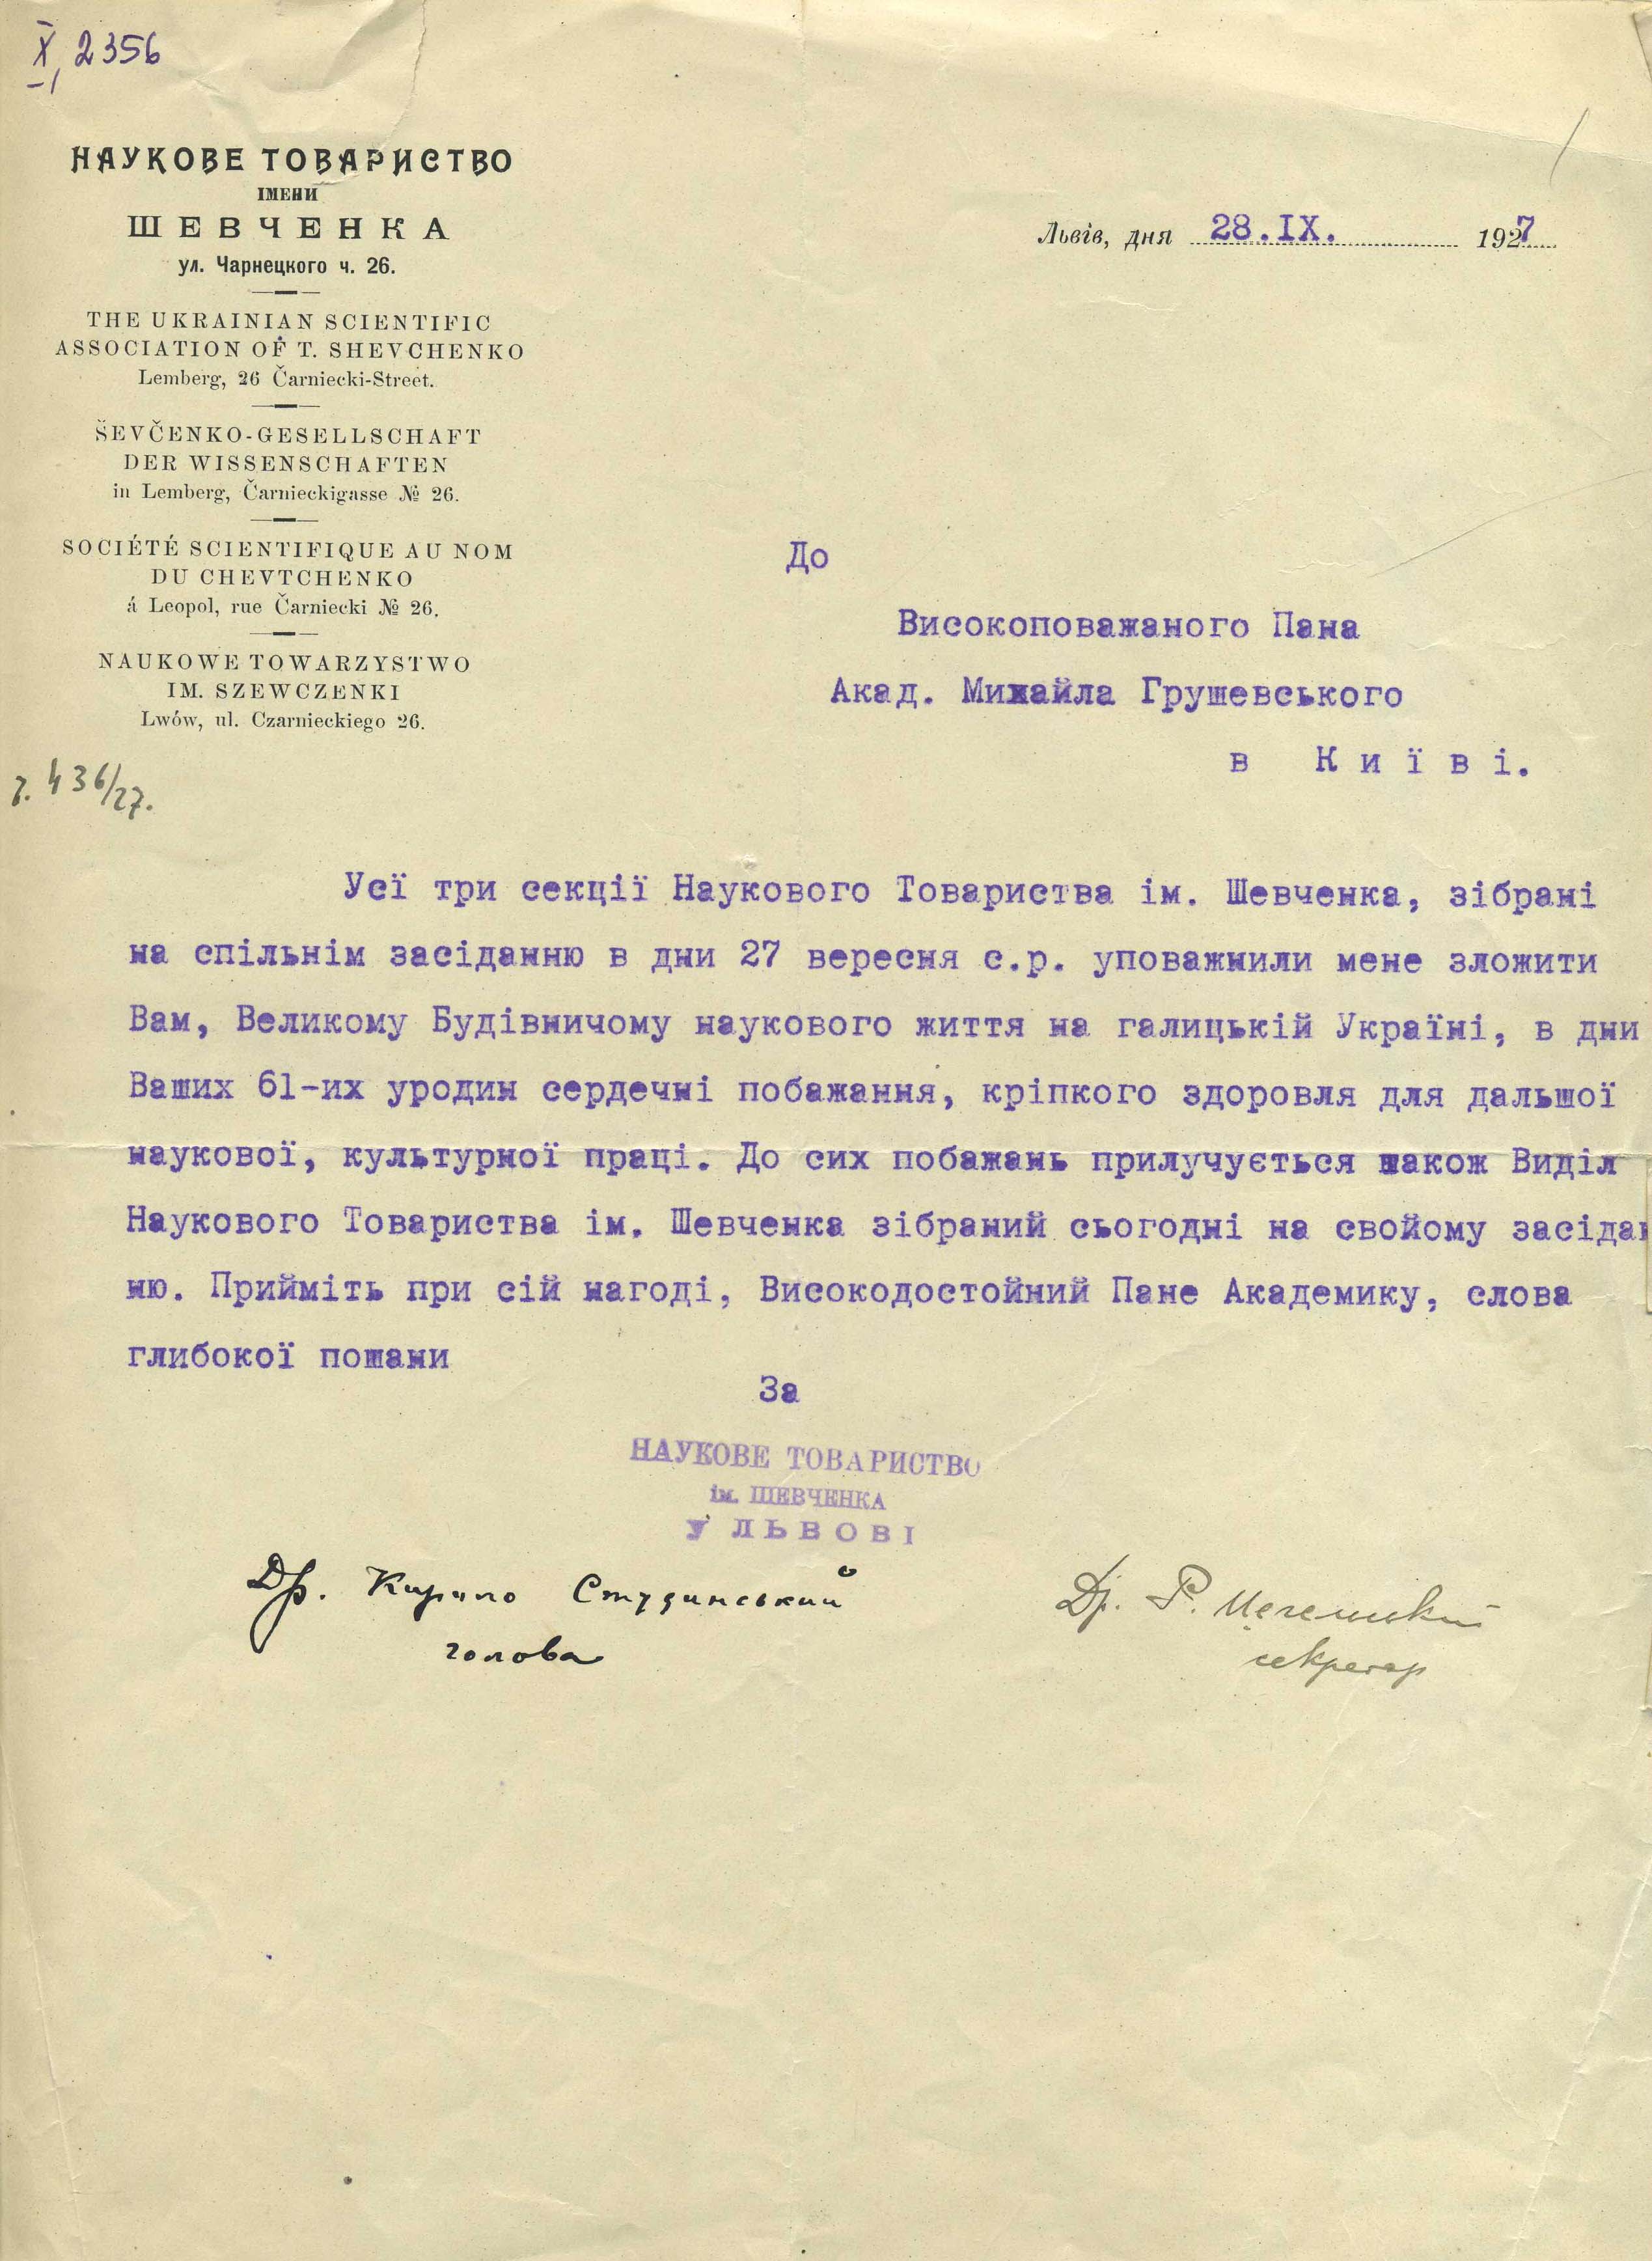 X 2356
НАУКОВЕ ТОВАРИСТВО
ІМЕНИ
ШЕВЧЕНКА
ул. Чарнецкого ч. 26.
THE UKRAINIAN SCIENTIFIC
ASSOCIATION OF T. SHEVCHENKO
Lemberg, 26 Čarniecki-Street.
ŠEVČENKO-GESELLSCHAFT
DER WISSENSCHAFTEN
in Lemberg, Čarnieckigasse № 26.
SOCIÉTÉ SCIENTIFIQUE AU NOM
DU CHEVTCHENKO
á Leopol, rue Čarniecki № 26.
NAUKOWE TOWARZYSTWO
IM. SZEWCZENKI
Lwów, ul. Czarnieckiego 26.
ч. 436/27.
Львів, дня 28.IX. 1927
До
Високоповажаного Пана
Акад. Михайла Грушевського
в Київі.
Усї три секції Наукового Товариства ім. Шевченка, зібрані
на спільнім засіданню в дни 27 вересня с.р. уповажнили мене зложити
Вам, Великому Будівничому наукового життя на галицькій Україні, в дни
Ваших 61-их уродин сердечні побажання, кріпкого здоровля для дальшої
наукової, культурної праці. До сих побажань прилучується також Виділ
Наукового Товариства ім. Шевченка зібраний сьогодні на свойому засідан
ню. Прийміть при сій нагоді, Високодостойний Пане Академику, слова
глибокої пошани
За
НАУКОВЕ ТОВАРИСТВО
ім. ШЕВЧЕНКА
У ЛЬВОВІ
Др. Кирило Студинський
голова
Др. Р. Цегельський
секретар